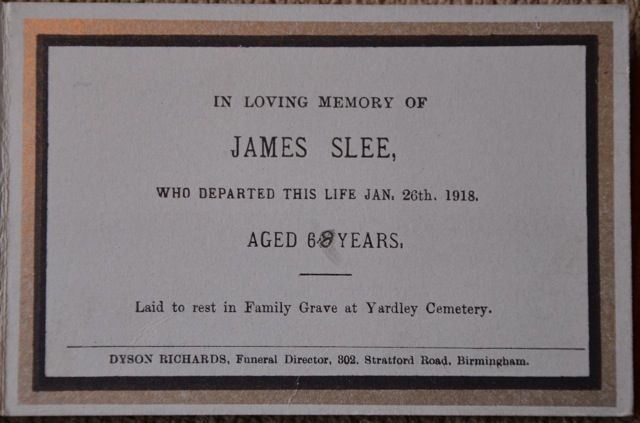 IN LOVING MEMORY OF
JAMES SLEE,
WHO DEPARTED THIS LIFE JAN. 26th. 1918.
AGED 68 YEARS,
Laid to rest in Family Grave at Yardley Cemetery.
DYSON RICHARDS, Funeral Director, 302. Stratford Road, Birmingham.